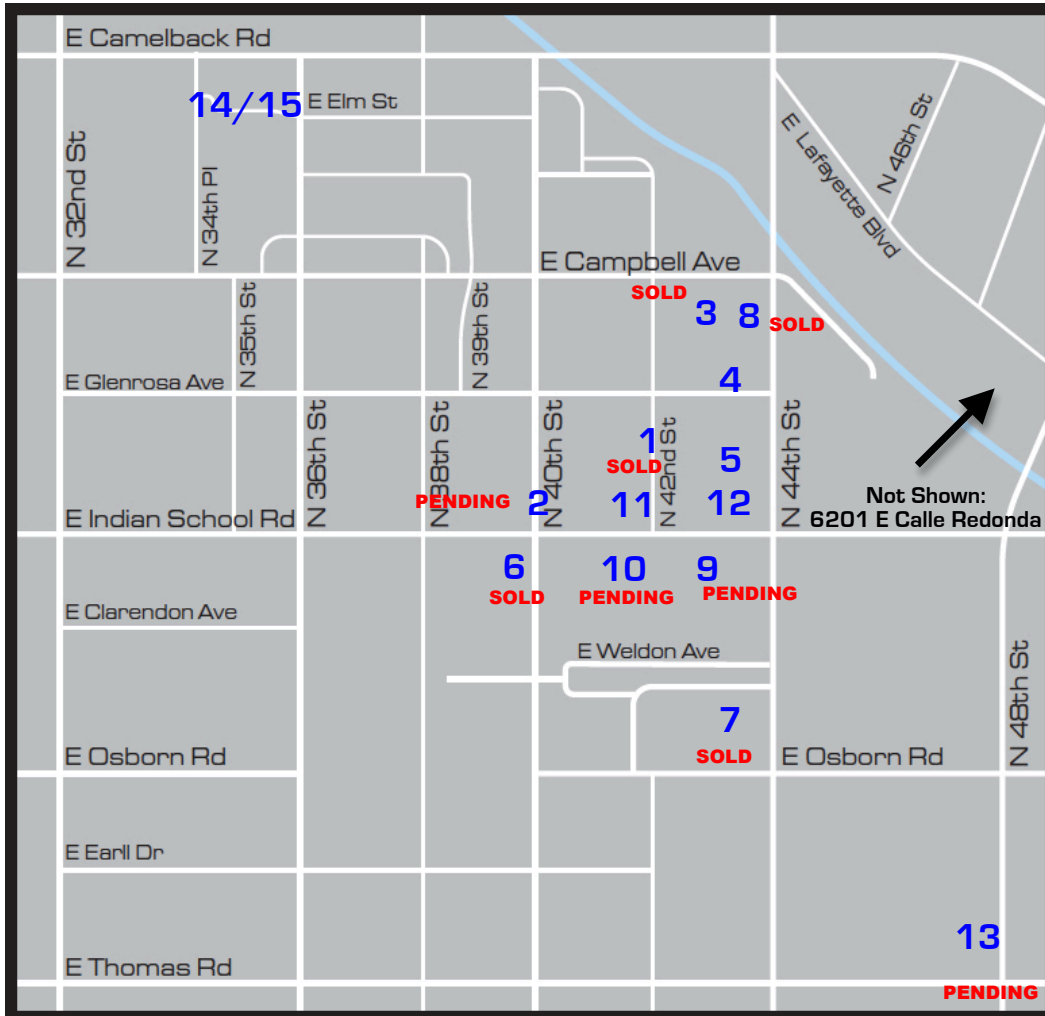 E Camelback Rd
14/15
E Elm St
N 32nd St
N 34th Pl
E Lafayette Blvd
N 46th St
E Campbell Ave
SOLD
3
8
SOLD
N 35th St
N 39th St
E Glenrosa Ave
4
N 36th St
N 38th St
N 40th St
1
SOLD
N 42nd St
5
N 44th St
PENDING
2
11
12
Not Shown:
6201 E Calle Redonda
E Indian School Rd
6
SOLD
10
PENDING
9
PENDING
E Clarendon Ave
E Weldon Ave
7
SOLD
N 48th St
E Osborn Rd
E Osborn Rd
E Earll Dr
13
E Thomas Rd
PENDING